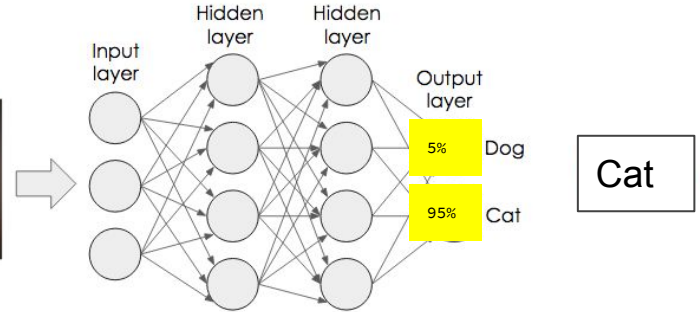 Input
layer
Hidden
layer
Hidden
layer
Output
layer
5%
Dog
95%
Cat
Cat